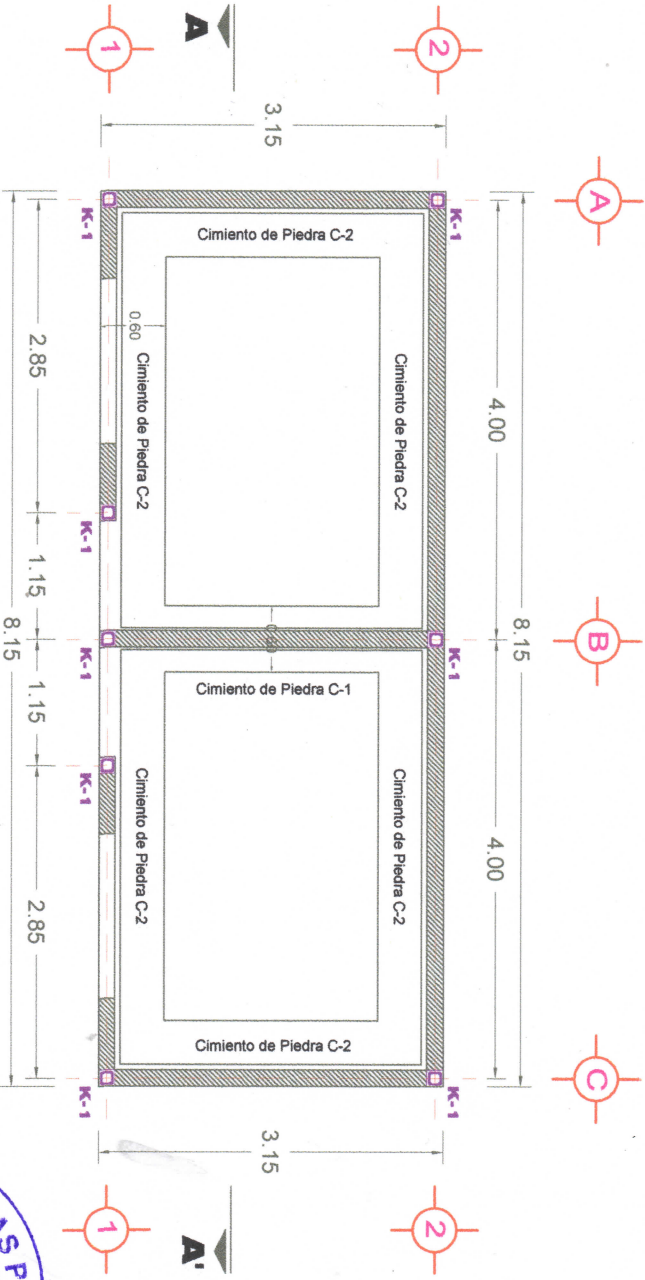 A
B
C
8.15
4.00
4.00
2
2
3.15
3.15
K-1
K-1
K-1
Cimiento de Piedra C-2
Cimiento de Piedra C-2
Cimiento de Piedra C-2
Cimiento de Piedra C-1
Cimiento de Piedra C-2
Cimiento de Piedra C-2
Cimiento de Piedra C-2
0.60
A
A'
1
1
K-1
K-1
K-1
K-1
K-1
2.85
1.15
1.15
2.85
8.15
AS P